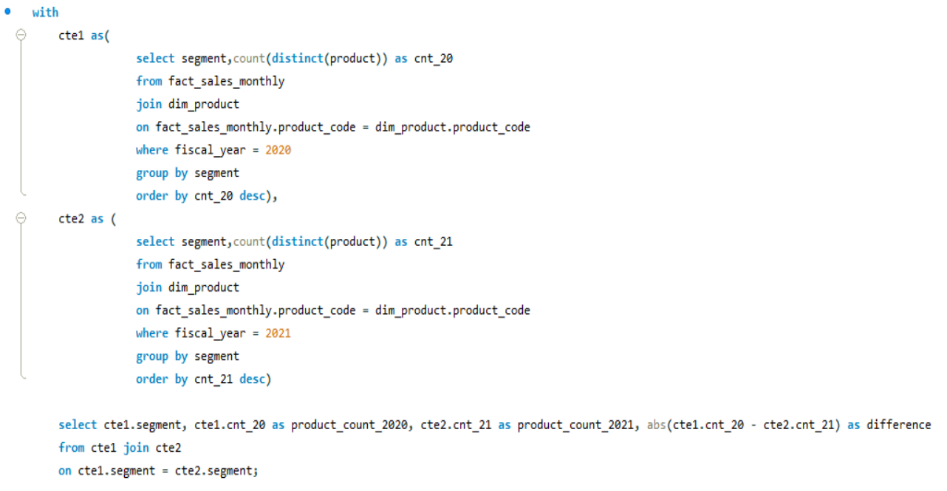 with
cte1 as(
select segment,count(distinct(product)) as cnt_20
from fact_sales_monthly
join dim_product
on fact_sales_monthly.product_code = dim_product.product_code
where fiscal_year = 2020
group by segment
order by cnt_20 desc),
cte2 as (
select segment,count(distinct(product)) as cnt_21
from fact_sales_monthly
join dim_product
on fact_sales_monthly.product_code = dim_product.product_code
where fiscal_year = 2021
group by segment
order by cnt_21 desc)
select cte1.segment, cte1.cnt_20 as product_count_2020, cte2.cnt_21 as product_count_2021, abs(cte1.cnt_20 - cte2.cnt_21) as difference
from cte1 join cte2
on cte1.segment = cte2.segment;